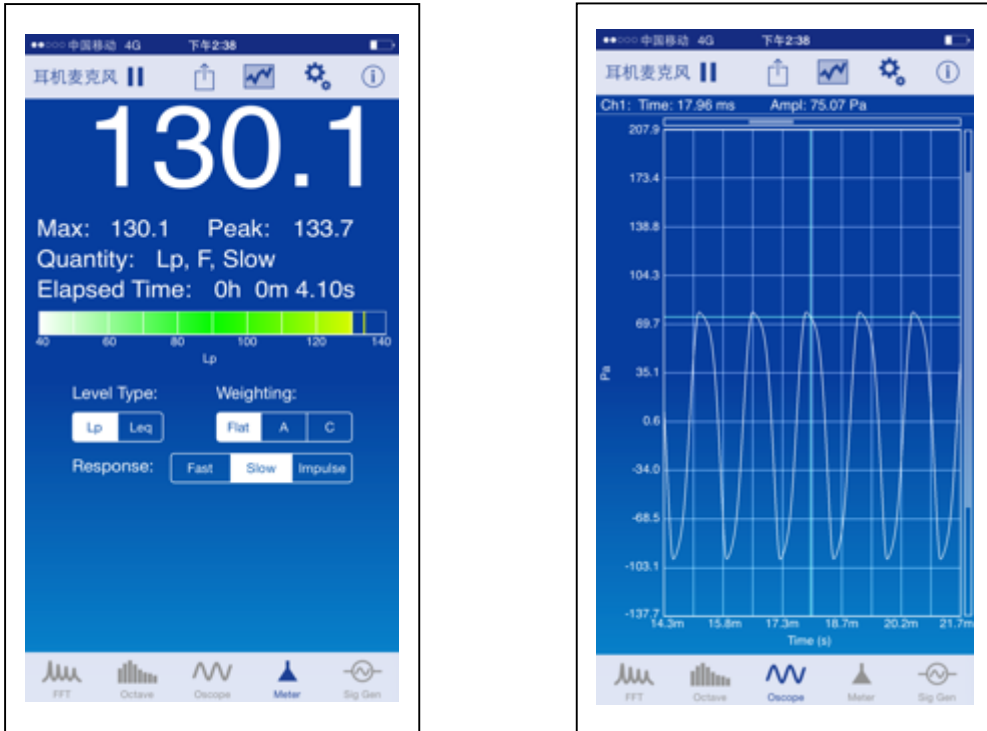 中国移动 4G 下午2:38
耳机麦克风
130.1
Max: 130.1 Peak: 133.7
Quantity: Lp, F, Slow
Elapsed Time: 0h 0m 4.10s
40 60 80 100 120 140
Lp
Level Type: Weighting:
Lp Leq Flat A C
Response: Fast Slow Impulse
FFT Octave Oscope Meter Sig Gen
中国移动 4G 下午2:38
耳机麦克风
Ch1: Time: 17.96 ms Ampl: 75.07 Pa
207.9
173.4
138.8
104.3
69.7
Pa
35.1
0.6
-34.0
-68.5
-103.1
-137.7
14.3m 15.8m 17.3m 18.7m 20.2m 21.7m
Time (s)
FFT Octave Oscope Meter Sig Gen